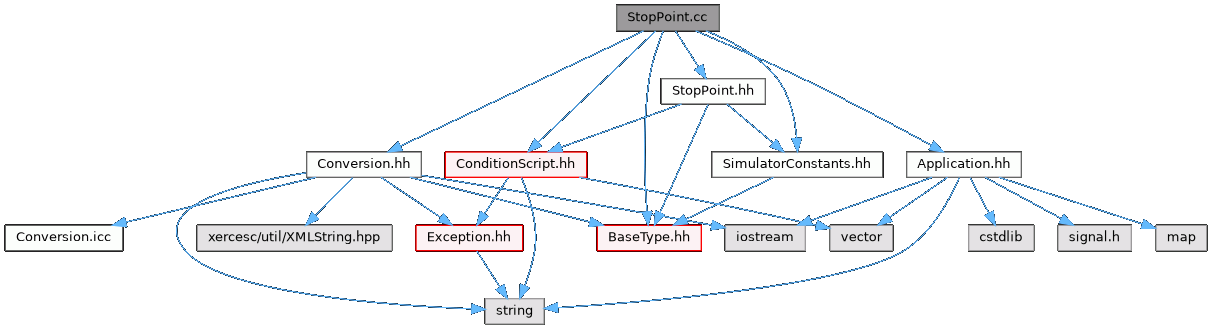 StopPoint.cc
StopPoint.hh
Conversion.hh
ConditionScript.hh
SimulatorConstants.hh
Application.hh
Conversion.icc
xercesc/util/XMLString.hpp
Exception.hh
BaseType.hh
iostream
vector
cstdlib
signal.h
map
string